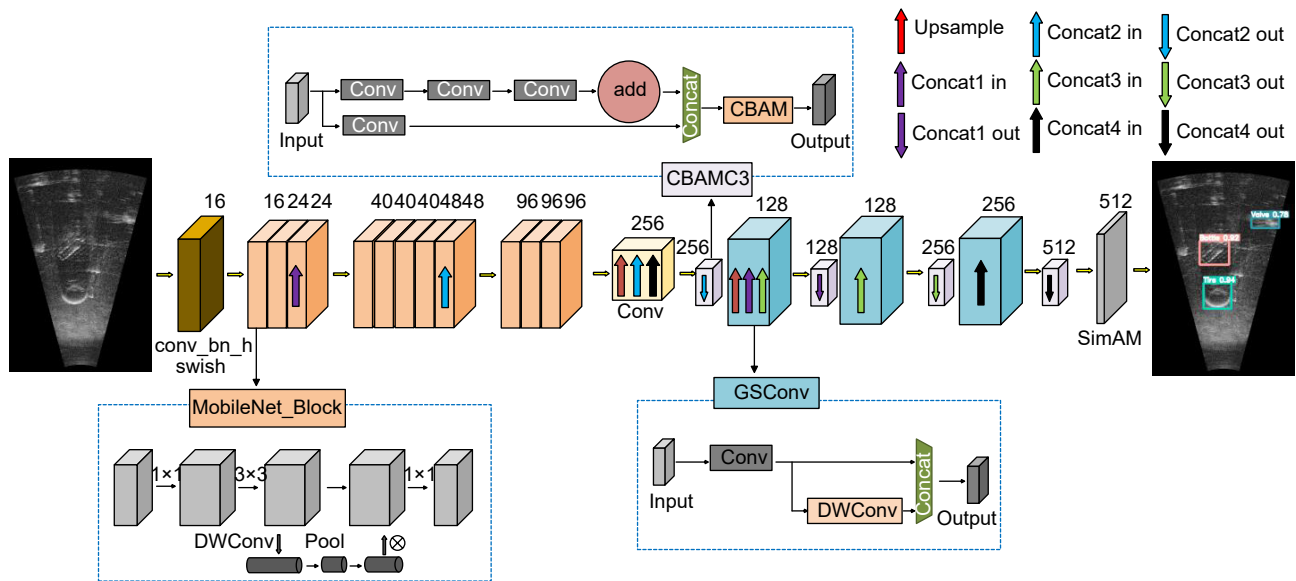 Upsample
Concat2 in
Concat2 out
Concat1 in
Concat3 in
Concat3 out
Concat1 out
Concat4 in
Concat4 out
Input
Conv
Conv
Conv
add
Conv
Concat
CBAM
Output
CBAMC3
16
16 24 24
40 40 40 40 48 48
96 96 96
256
256
128
128
128
256
256
512
512
conv_bn_h
swish
Conv
SimAM
Valve 0.78
Bottle 0.93
Tire 0.94
MobileNet_Block
1×1
3×3
1×1
DWConv
Pool
GSConv
Input
Conv
DWConv
Concat
Output